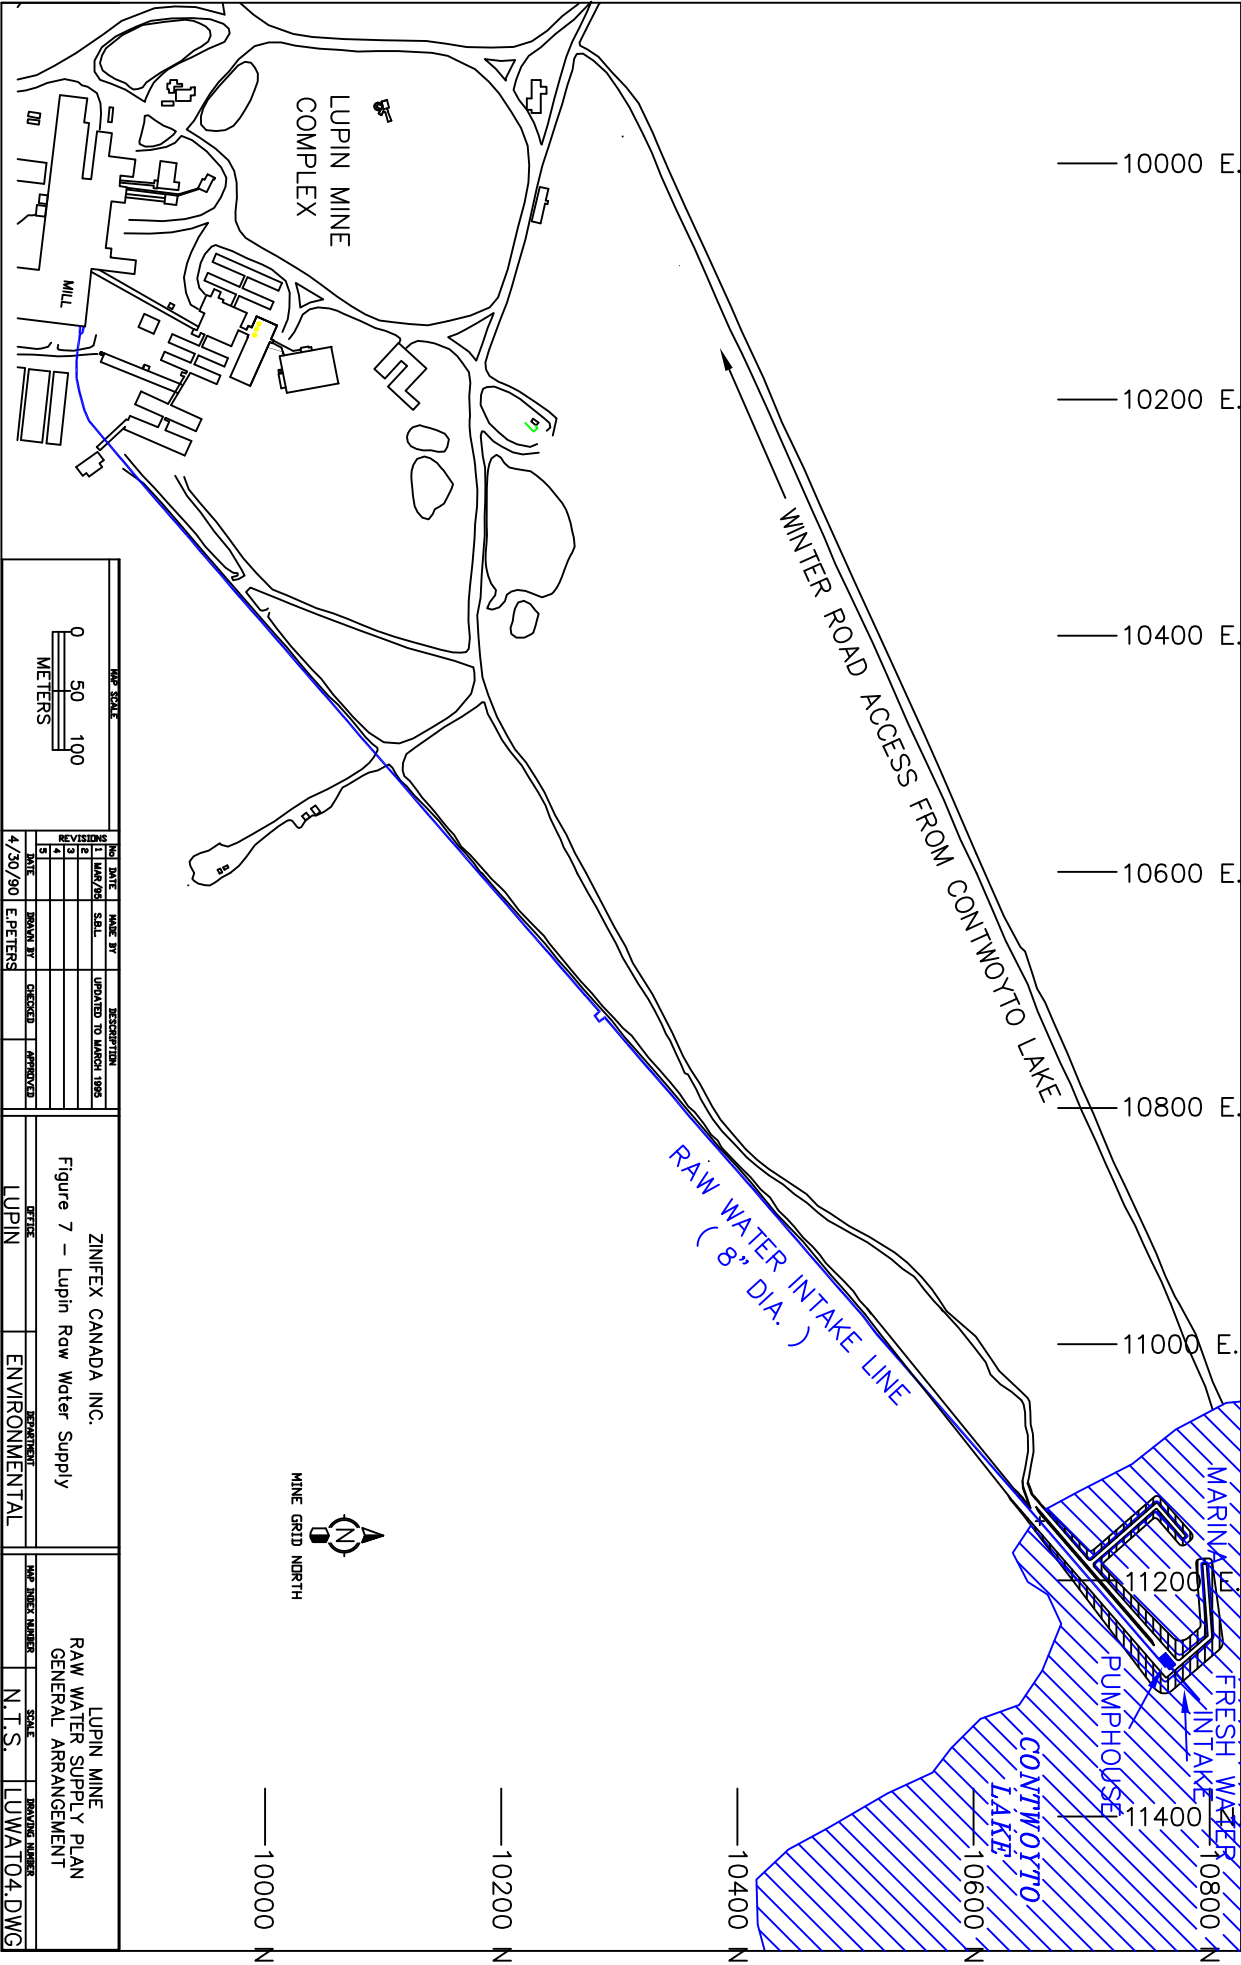 10000 E.
10200 E.
10400 E.
10600 E.
10800 E.
11000 E.
11200 E.
11400
10800 N
10600 N
10400 N
10200 N
10000 N
LUPIN MINE
COMPLEX
MILL
WINTER ROAD ACCESS FROM CONTWOYTO LAKE
RAW WATER INTAKE LINE
( 8" DIA. )
MARINA
FRESH WATER
INTAKE
PUMPHOUSE
CONTWOYTO
LAKE
N
MINE GRID NORTH
MAP SCALE
0 50 100
METERS
REVISIONS
No DATE MADE BY DESCRIPTION
1 MAR/95 S.B.L. UPDATED TO MARCH 1995
2
3
4
5
DATE DRAWN BY CHECKED APPROVED
4/30/90 E.PETERS
ZINIFEX CANADA INC.
Figure 7 – Lupin Raw Water Supply
OFFICE DEPARTMENT
LUPIN ENVIRONMENTAL
LUPIN MINE
RAW WATER SUPPLY PLAN
GENERAL ARRANGEMENT
MAP INDEX NUMBER SCALE DRAWING NUMBER
N.T.S. LUWAT04.DWG